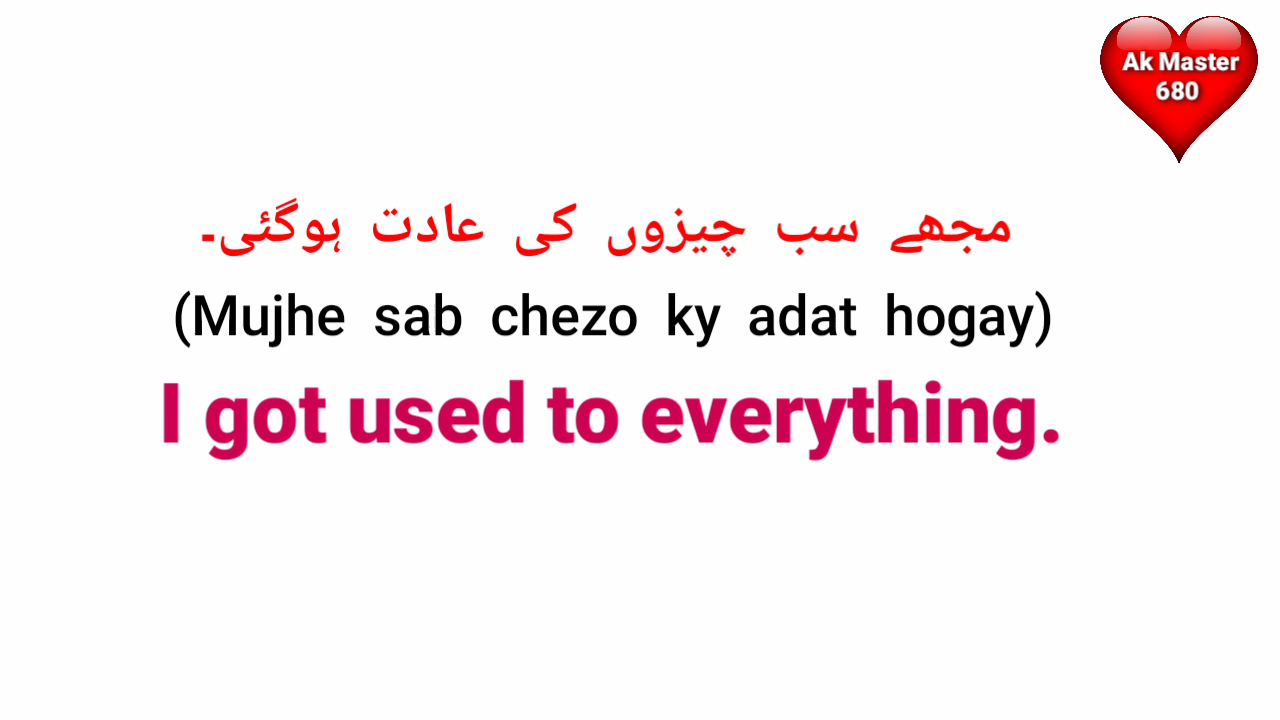 Ak Master
680
مجھے سب چیزوں کی عادت ہوگئی۔
(Mujhe sab chezo ky adat hogay)
I got used to everything.